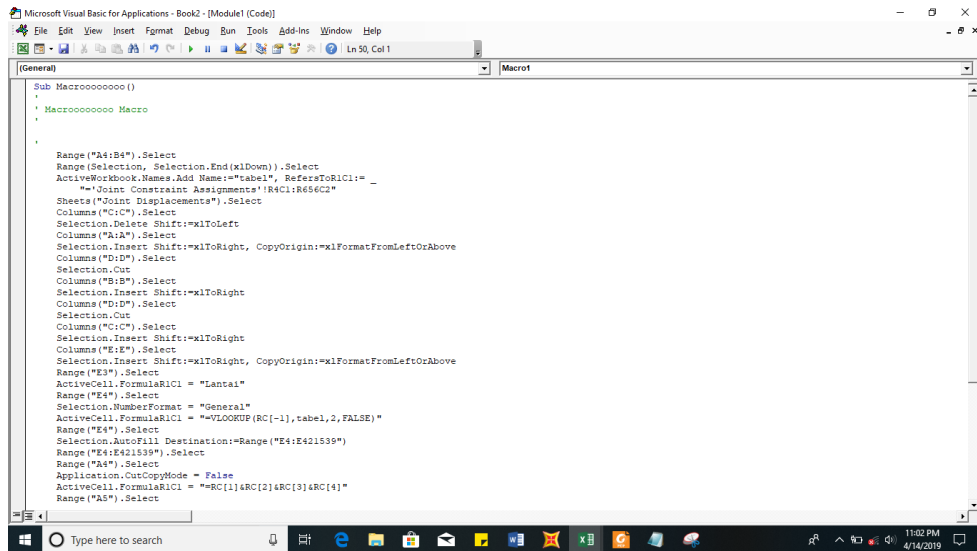 Microsoft Visual Basic for Applications - Book2 - [Module1 (Code)]
File Edit View Insert Format Debug Run Tools Add-Ins Window Help
Ln 50, Col 1
(General) Macro1
Sub Macroooooooo()
'
' Macroooooooo Macro
'
'
Range("A4:B4").Select
Range(Selection, Selection.End(xlDown)).Select
ActiveWorkbook.Names.Add Name:="tabel", RefersToR1C1:= _
"='Joint Constraint Assignments'!R4C1:R656C2"
Sheets("Joint Displacements").Select
Columns("C:C").Select
Selection.Delete Shift:=xlToLeft
Columns("A:A").Select
Selection.Insert Shift:=xlToRight, CopyOrigin:=xlFormatFromLeftOrAbove
Columns("D:D").Select
Selection.Cut
Columns("B:B").Select
Selection.Insert Shift:=xlToRight
Columns("D:D").Select
Selection.Cut
Columns("C:C").Select
Selection.Insert Shift:=xlToRight
Columns("E:E").Select
Selection.Insert Shift:=xlToRight, CopyOrigin:=xlFormatFromLeftOrAbove
Range("E3").Select
ActiveCell.FormulaR1C1 = "Lantai"
Range("E4").Select
Selection.NumberFormat = "General"
ActiveCell.FormulaR1C1 = "=VLOOKUP(RC[-1],tabel,2,FALSE)"
Range("E4").Select
Selection.AutoFill Destination:=Range("E4:E421539")
Range("E4:E421539").Select
Range("A4").Select
Application.CutCopyMode = False
ActiveCell.FormulaR1C1 = "=RC[1]&RC[2]&RC[3]&RC[4]"
Range("A5").Select
Type here to search
11:02 PM
4/14/2019